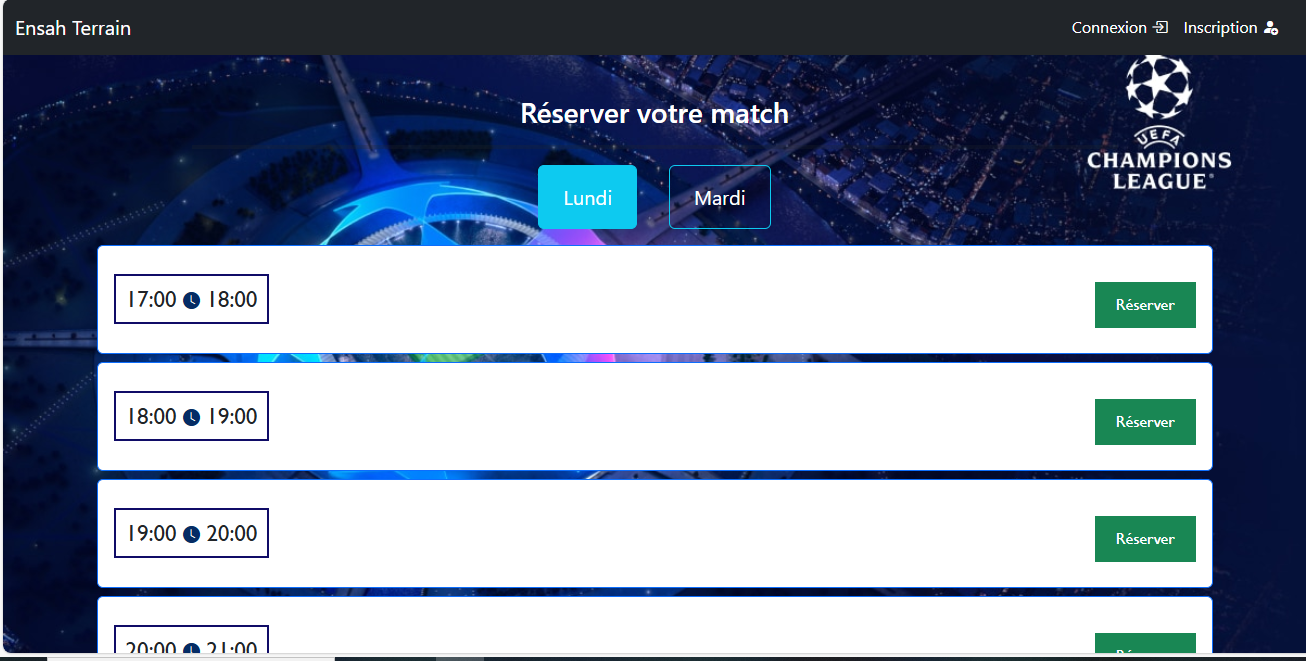 Ensah Terrain
Connexion
Inscription
UEFA
CHAMPIONS
LEAGUE®
Réserver votre match
Lundi
Mardi
17:00 18:00
Réserver
18:00 19:00
Réserver
19:00 20:00
Réserver
20:00 21:00
Réserver